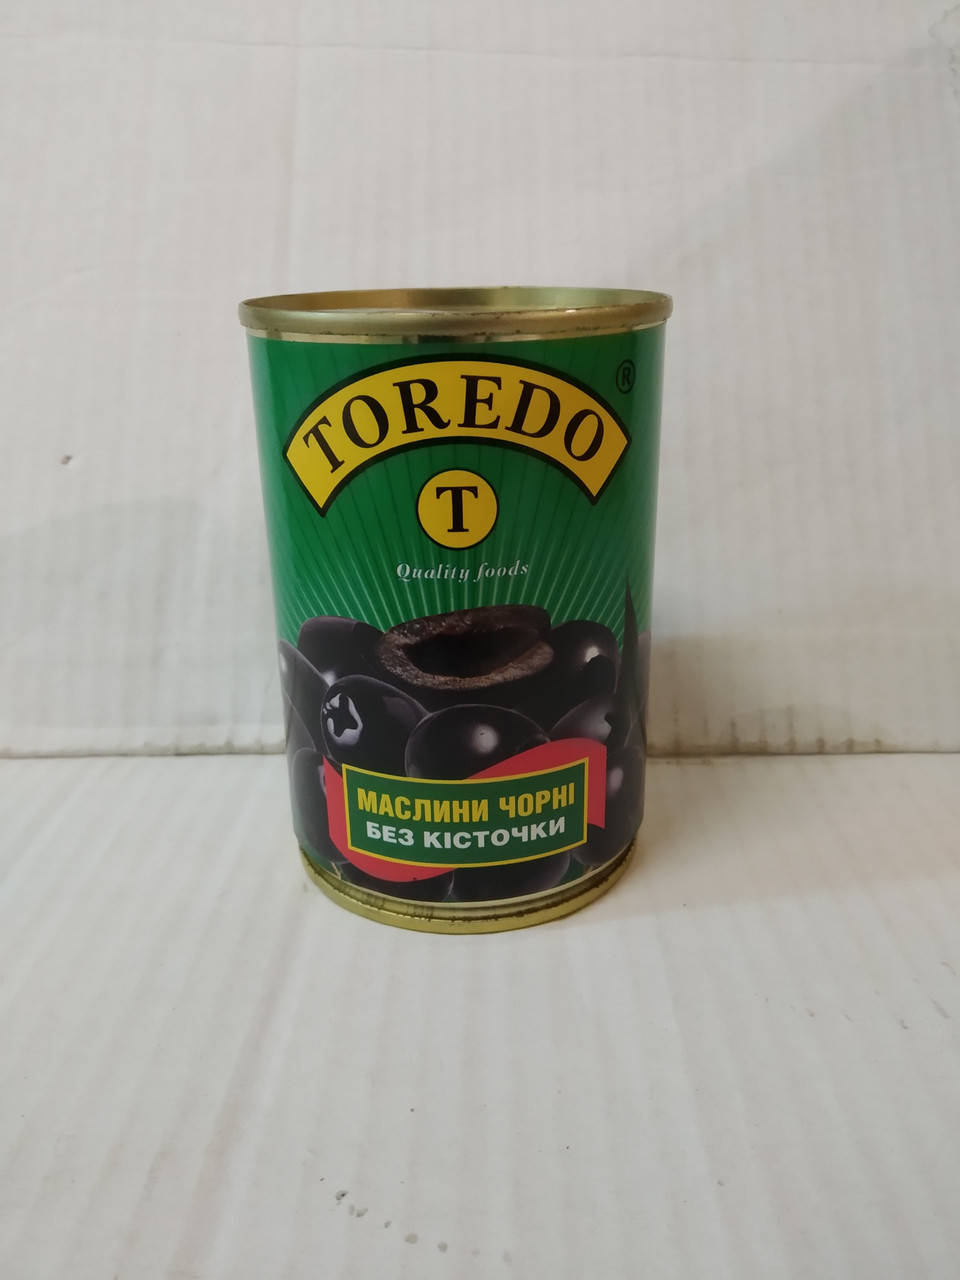 TOREDO
®
T
Quality foods
МАСЛИНИ ЧОРНІ
БЕЗ КІСТОЧКИ